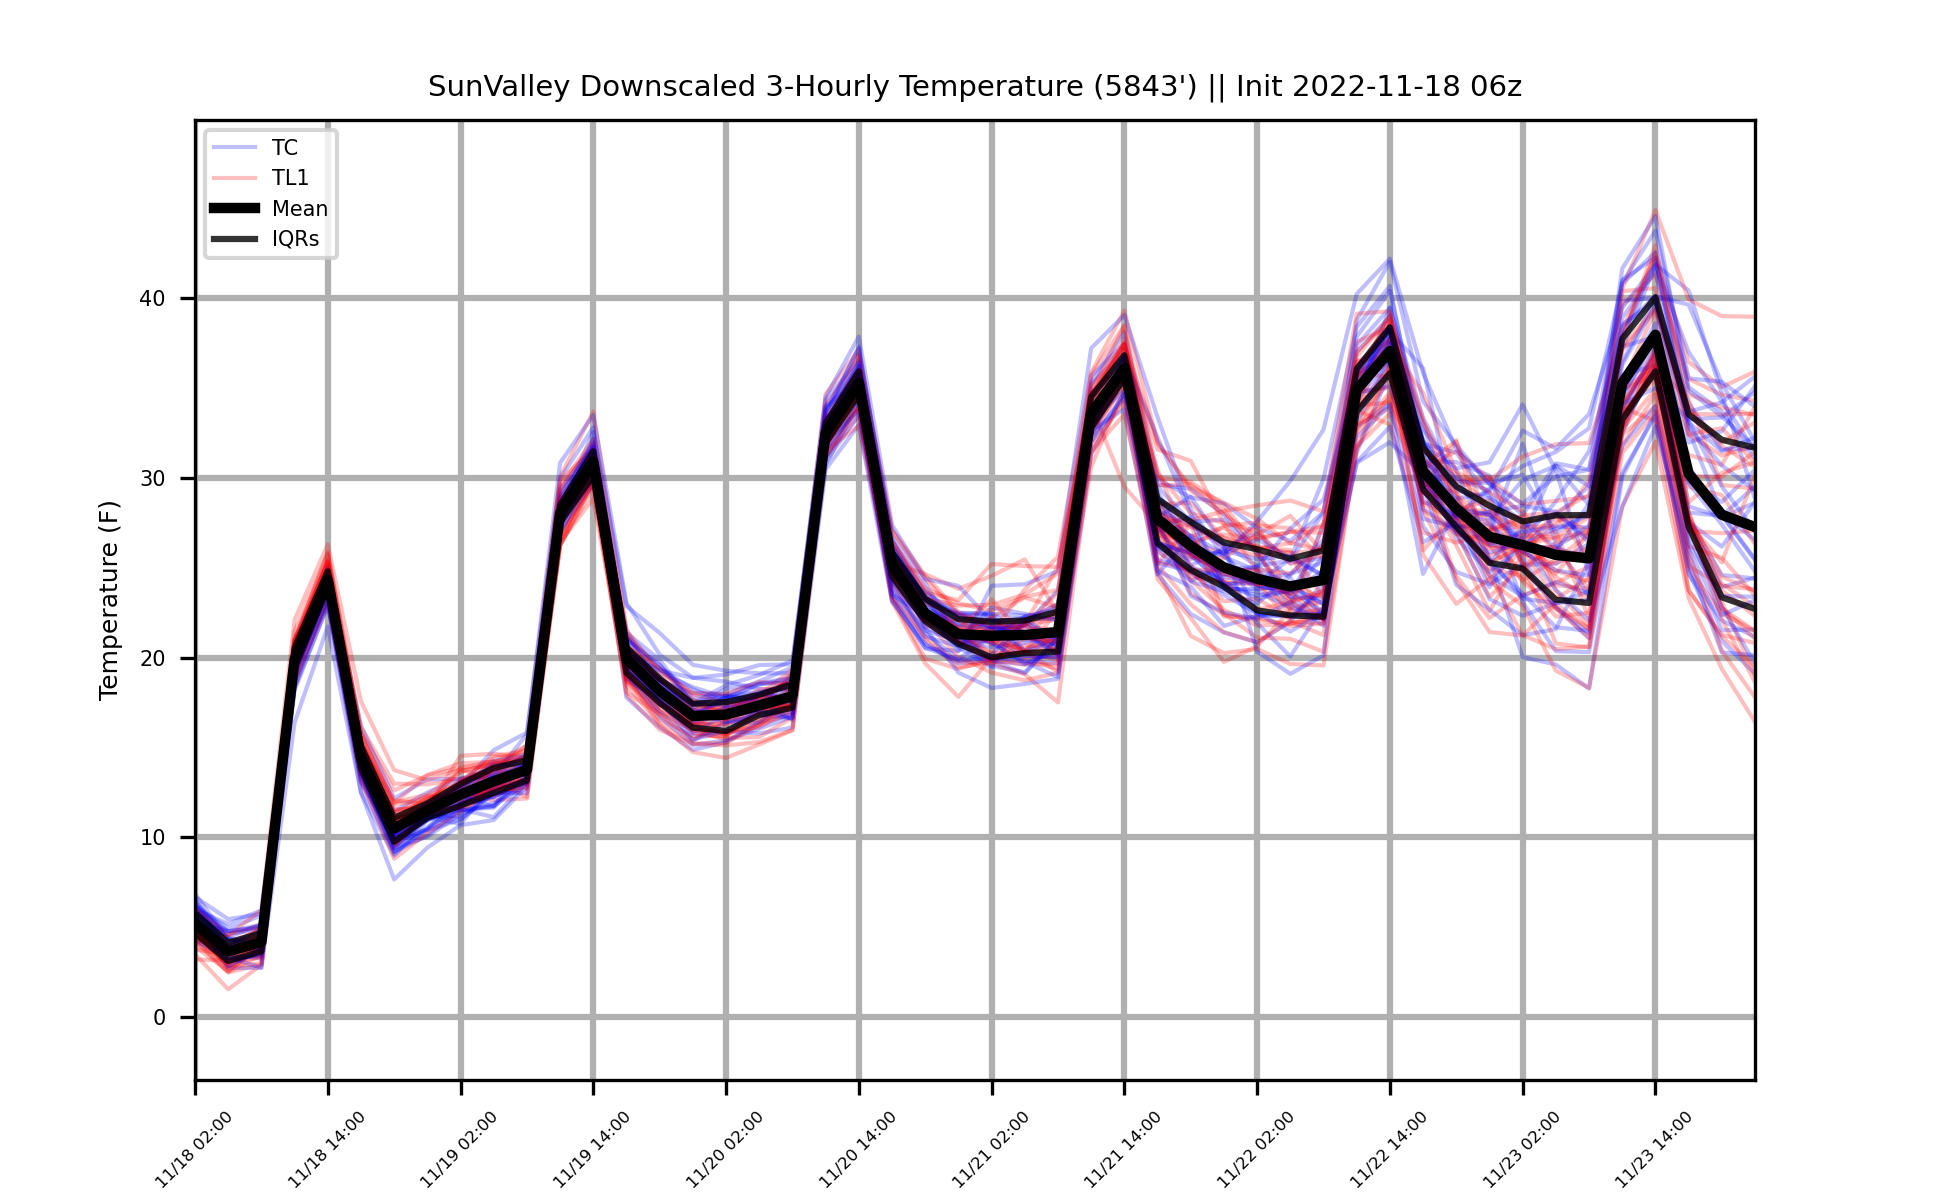 SunValley Downscaled 3-Hourly Temperature (5843') || Init 2022-11-18 06z
TC
TL1
Mean
IQRs
Temperature (F)
40
30
20
10
0
11/18 02:00
11/18 14:00
11/19 02:00
11/19 14:00
11/20 02:00
11/20 14:00
11/21 02:00
11/21 14:00
11/22 02:00
11/22 14:00
11/23 02:00
11/23 14:00